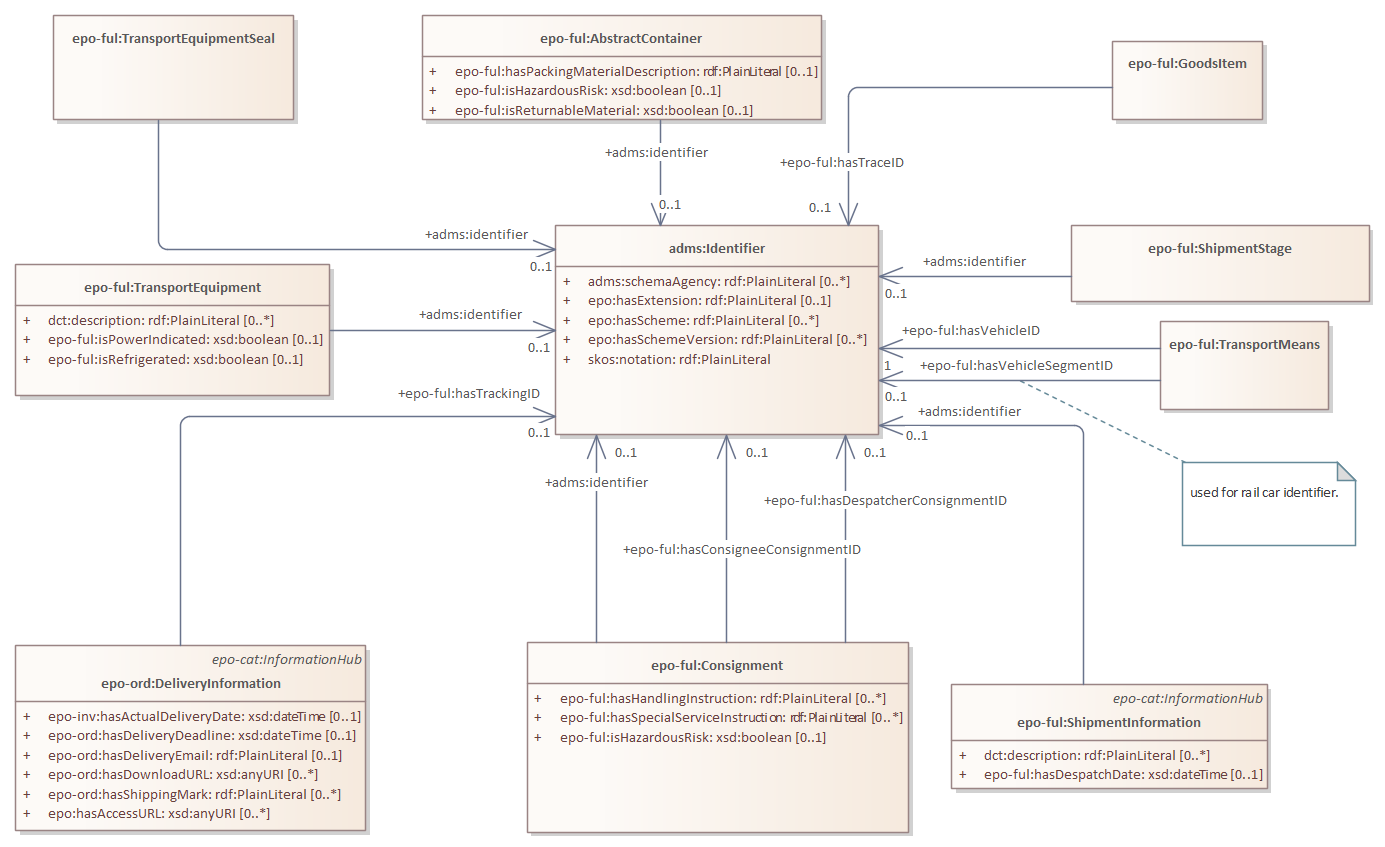 epo-ful:TransportEquipmentSeal
epo-ful:AbstractContainer
+ epo-ful:hasPackingMaterialDescription: rdf:PlainLiteral [0..1]
+ epo-ful:isHazardousRisk: xsd:boolean [0..1]
+ epo-ful:isReturnableMaterial: xsd:boolean [0..1]
epo-ful:GoodsItem
+adms:identifier
0..1
+epo-ful:hasTraceID
0..1
+adms:identifier
0..1
adms:Identifier
+ adms:schemaAgency: rdf:PlainLiteral [0..*]
+ epo:hasExtension: rdf:PlainLiteral [0..1]
+ epo:hasScheme: rdf:PlainLiteral [0..*]
+ epo:hasSchemeVersion: rdf:PlainLiteral [0..*]
+ skos:notation: rdf:PlainLiteral
epo-ful:ShipmentStage
+adms:identifier
0..1
epo-ful:TransportEquipment
+ dct:description: rdf:PlainLiteral [0..*]
+ epo-ful:isPowerIndicated: xsd:boolean [0..1]
+ epo-ful:isRefrigerated: xsd:boolean [0..1]
+adms:identifier
0..1
epo-ful:TransportMeans
+epo-ful:hasVehicleID
1
+epo-ful:hasVehicleSegmentID
0..1
+epo-ful:hasTrackingID
0..1
+adms:identifier
0..1
used for rail car identifier.
0..1
+adms:identifier
0..1
+epo-ful:hasConsigneeConsignmentID
0..1
+epo-ful:hasDespatcherConsignmentID
epo-cat:InformationHub
epo-ord:DeliveryInformation
+ epo-inv:hasActualDeliveryDate: xsd:dateTime [0..1]
+ epo-ord:hasDeliveryDeadline: xsd:dateTime [0..1]
+ epo-ord:hasDeliveryEmail: rdf:PlainLiteral [0..1]
+ epo-ord:hasDownloadURL: xsd:anyURI [0..*]
+ epo-ord:hasShippingMark: rdf:PlainLiteral [0..*]
+ epo:hasAccessURL: xsd:anyURI [0..*]
epo-ful:Consignment
+ epo-ful:hasHandlingInstruction: rdf:PlainLiteral [0..*]
+ epo-ful:hasSpecialServiceInstruction: rdf:PlainLiteral [0..*]
+ epo-ful:isHazardousRisk: xsd:boolean [0..1]
epo-cat:InformationHub
epo-ful:ShipmentInformation
+ dct:description: rdf:PlainLiteral [0..*]
+ epo-ful:hasDespatchDate: xsd:dateTime [0..1]